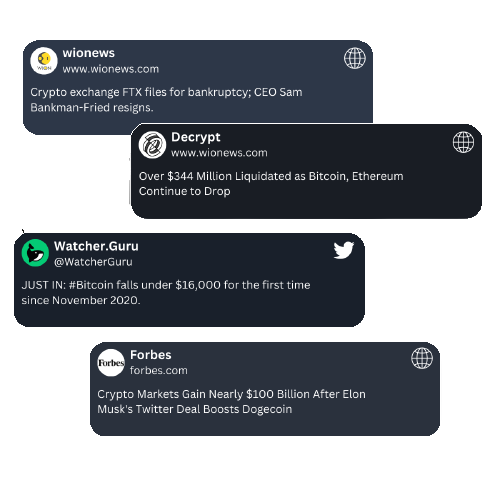 wionews
www.wionews.com
Crypto exchange FTX files for bankruptcy; CEO Sam
Bankman-Fried resigns.
WION
Decrypt
www.wionews.com
Over $344 Million Liquidated as Bitcoin, Ethereum
Continue to Drop
Watcher.Guru
@WatcherGuru
JUST IN: #Bitcoin falls under $16,000 for the first time
since November 2020.
Forbes
Forbes
forbes.com
Crypto Markets Gain Nearly $100 Billion After Elon
Musk's Twitter Deal Boosts Dogecoin